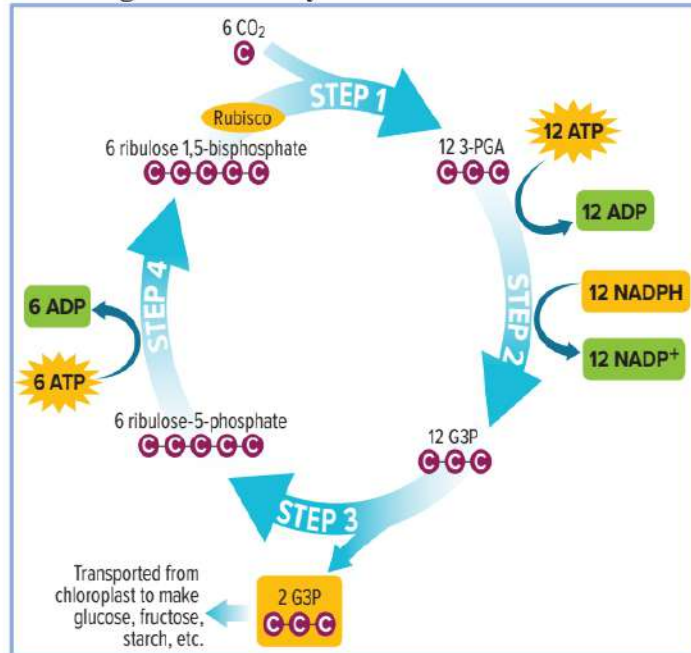 6 CO₂
C
STEP 1
Rubisco
6 ribulose 1,5-bisphosphate
C C C C C
12 3-PGA
C C C
12 ATP
12 ADP
STEP 2
12 NADPH
12 NADP⁺
12 G3P
C C C
STEP 3
2 G3P
C C C
Transported from
chloroplast to make
glucose, fructose,
starch, etc.
6 ribulose-5-phosphate
C C C C C
STEP 4
6 ADP
6 ATP